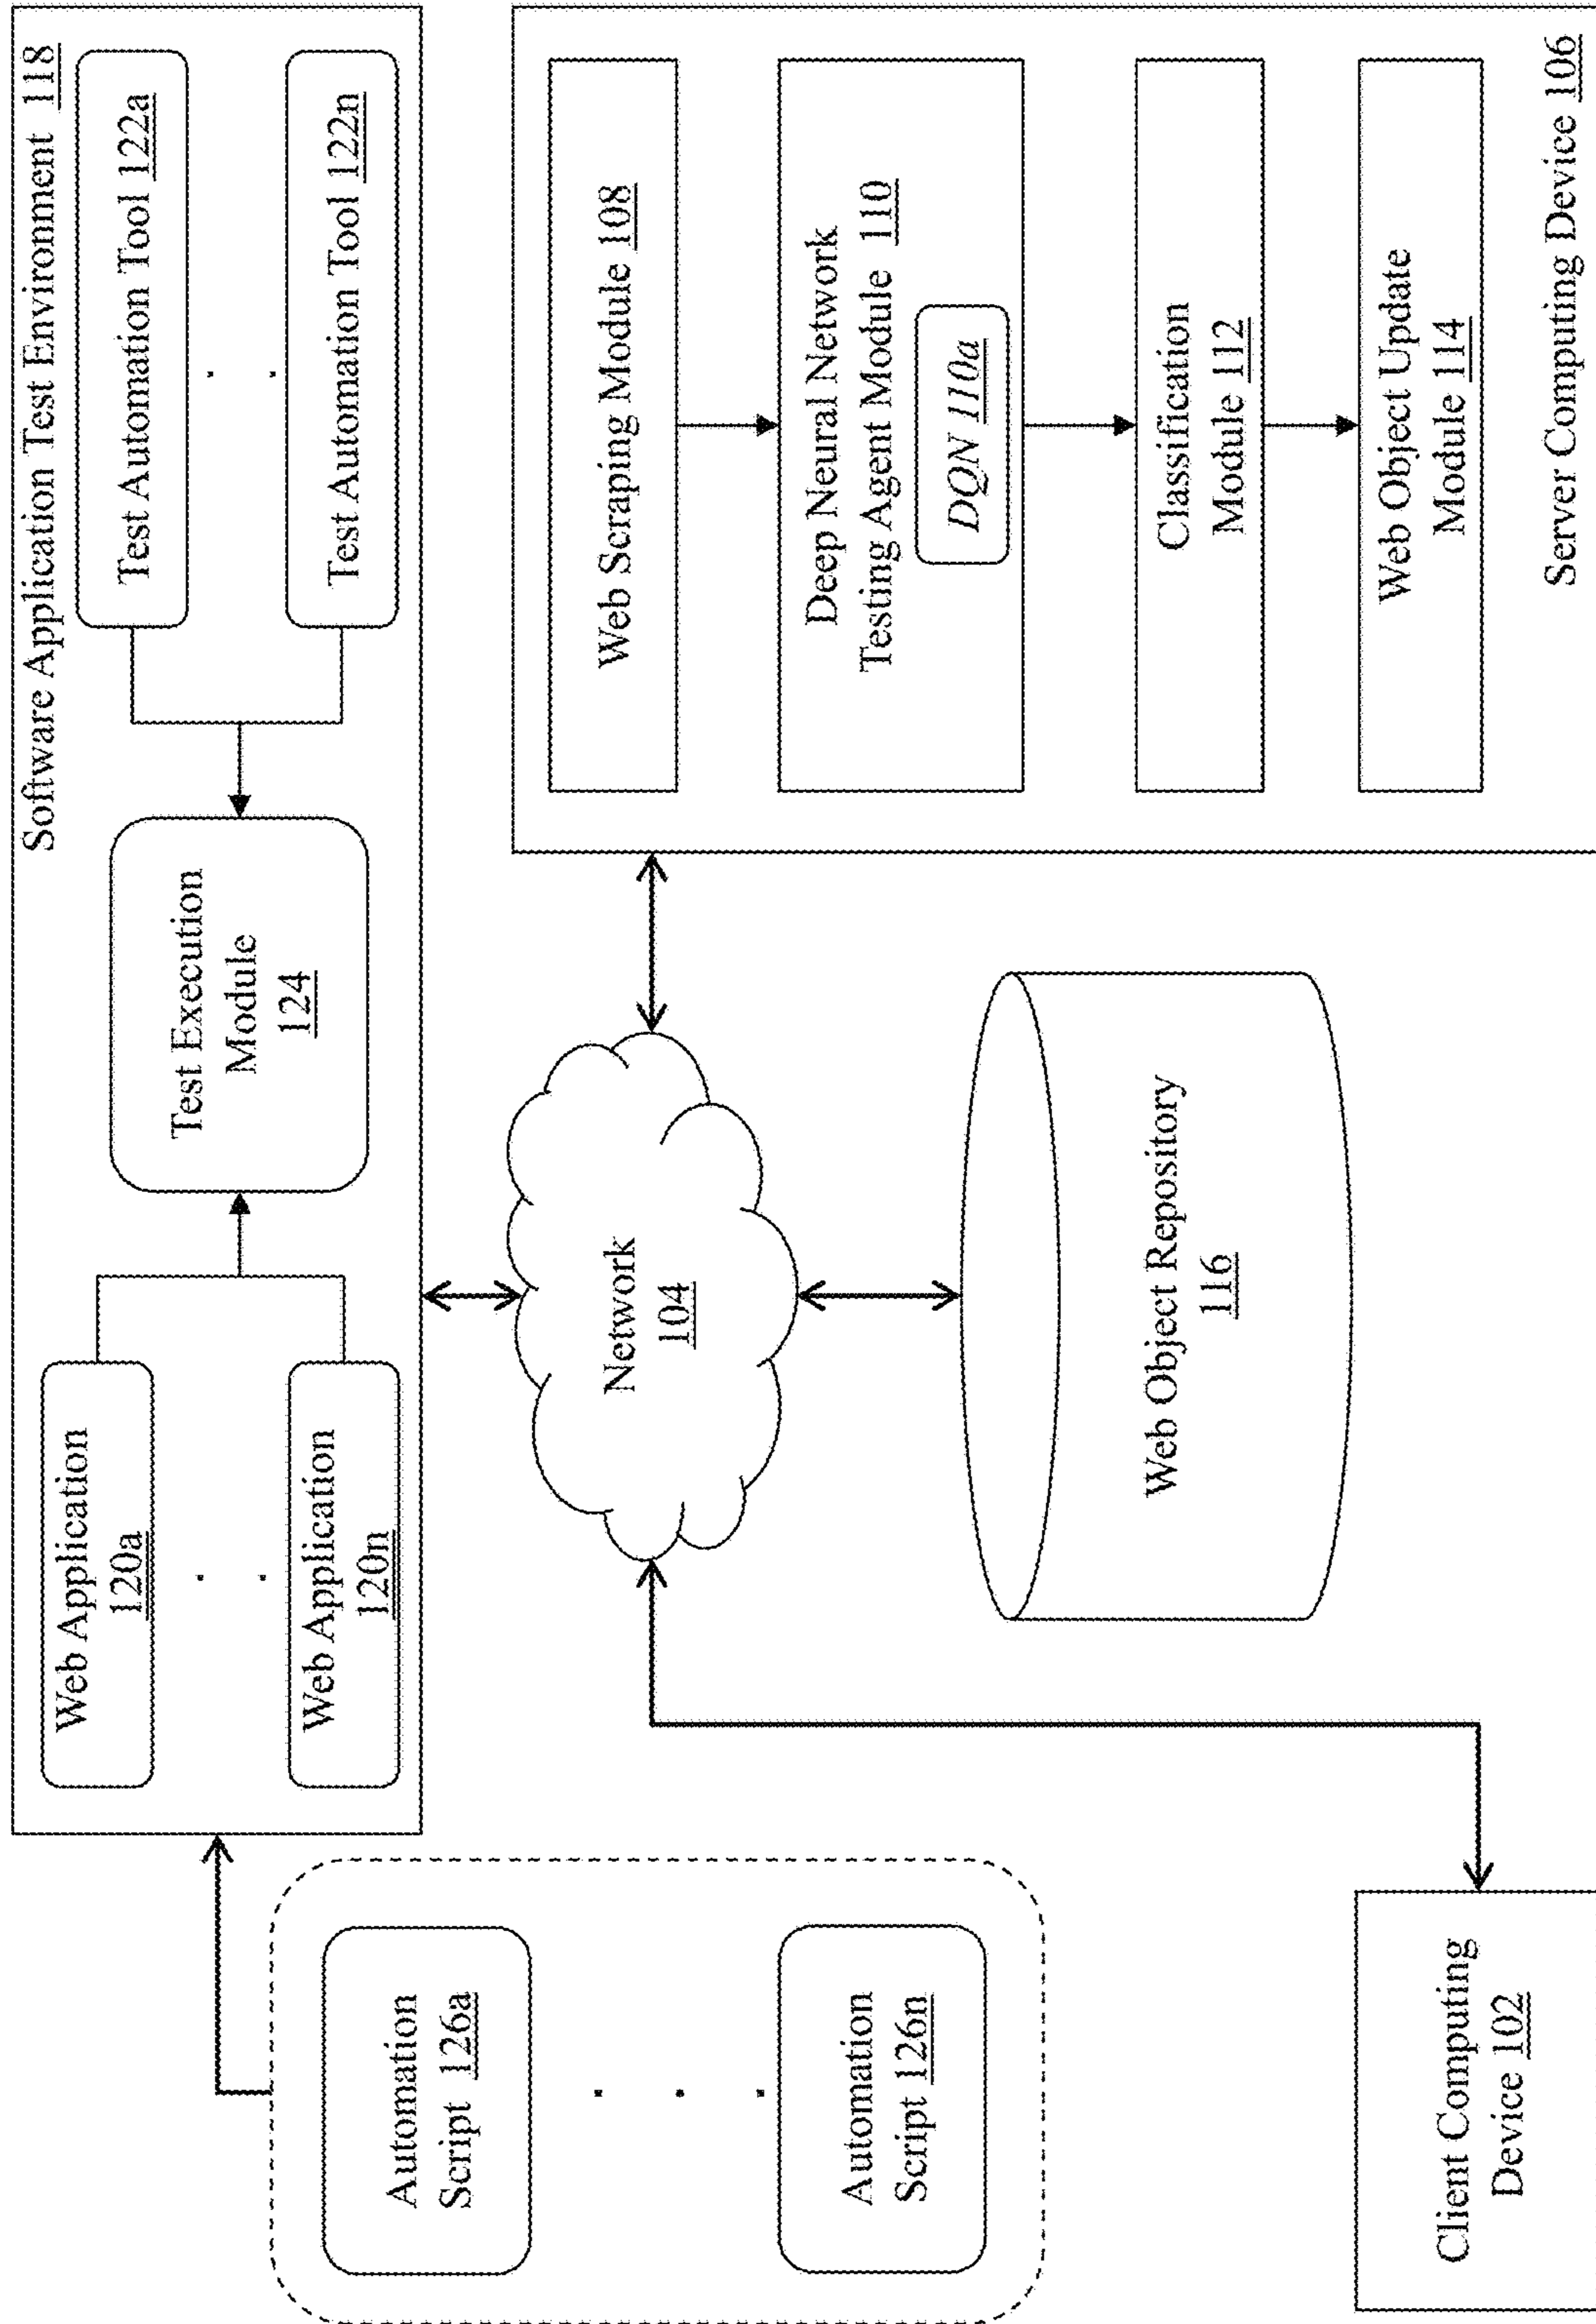 Software Application Test Environment 118
Web Application
120a
Web Application
120n
Test Execution
Module
124
Test Automation Tool 122a
Test Automation Tool 122n
Automation
Script 126a
Automation
Script 126n
Network
104
Web Object Repository
116
Client Computing
Device 102
Web Scraping Module 108
Deep Neural Network
Testing Agent Module 110
DQN 110a
Classification
Module 112
Web Object Update
Module 114
Server Computing Device 106